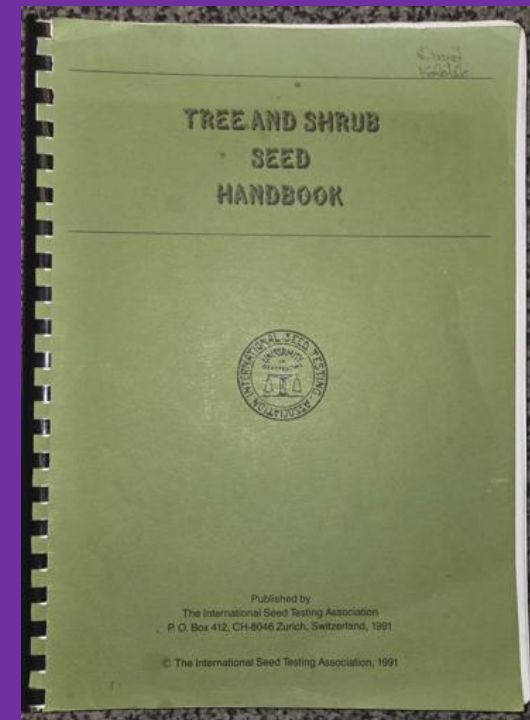 TREE AND SHRUB
SEED
HANDBOOK
INTERNATIONAL SEED TESTING ASSOCIATION
UNIFORMITY
Published by
The International Seed Testing Association
P. O. Box 412, CH-8046 Zurich, Switzerland, 1991
© The International Seed Testing Association, 1991